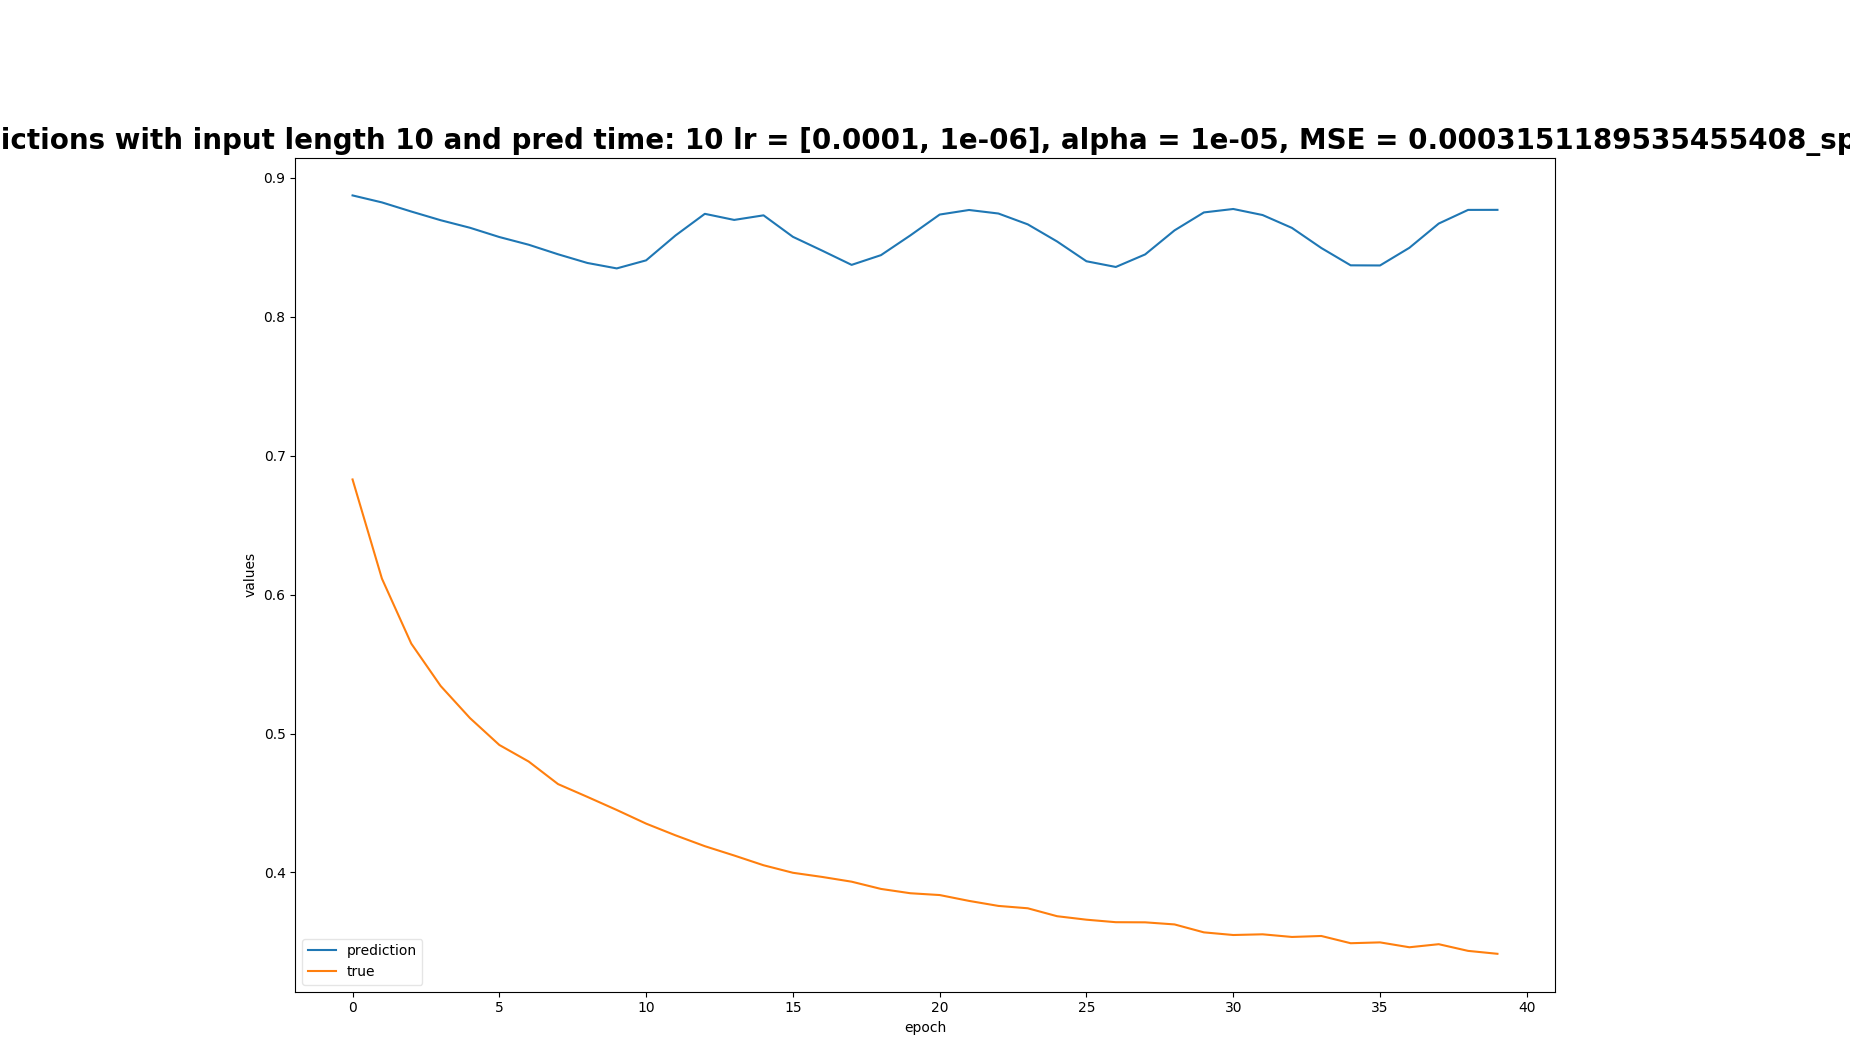 ictions with input length 10 and pred time: 10 lr = [0.0001, 1e-06], alpha = 1e-05, MSE = 0.0003151189535455408_sp
0.9
0.8
0.7
0.6
0.5
0.4
values
prediction
true
0 5 10 15 20 25 30 35 40
epoch